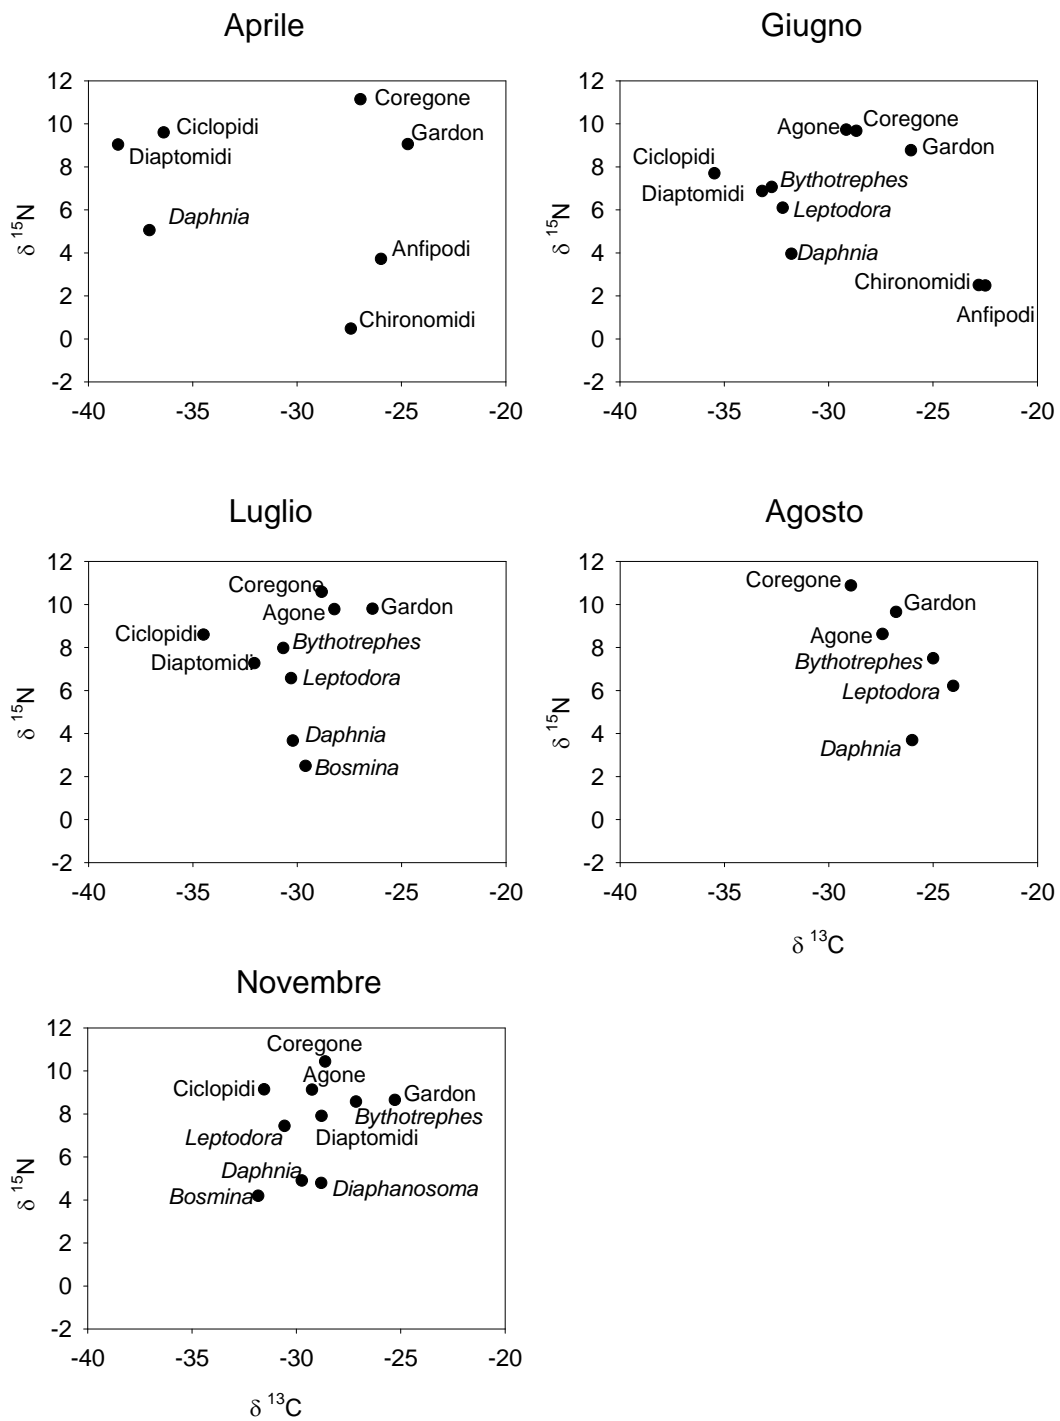 Aprile
Giugno
12
10
8
6
4
2
0
-2
δ 15N
Coregone
Ciclopidi
Gardon
Diaptomidi
Daphnia
Anfipodi
Chironomidi
-40 -35 -30 -25 -20
12
10
8
6
4
2
0
-2
δ 15N
Agone
Coregone
Gardon
Ciclopidi
Bythotrephes
Diaptomidi
Leptodora
Daphnia
Chironomidi
Anfipodi
-40 -35 -30 -25 -20
Luglio
Agosto
12
10
8
6
4
2
0
-2
δ 15N
Coregone
Agone
Gardon
Ciclopidi
Bythotrephes
Diaptomidi
Leptodora
Daphnia
Bosmina
-40 -35 -30 -25 -20
12
10
8
6
4
2
0
-2
δ 15N
Coregone
Gardon
Agone
Bythotrephes
Leptodora
Daphnia
-40 -35 -30 -25 -20
δ 13C
Novembre
12
10
8
6
4
2
0
-2
δ 15N
Coregone
Agone
Ciclopidi
Gardon
Bythotrephes
Leptodora
Diaptomidi
Daphnia
Diaphanosoma
Bosmina
-40 -35 -30 -25 -20
δ 13C